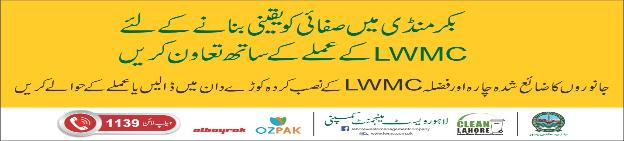 بکر منڈی میں صفائی کو یقینی بنانے کے لئے
LWMC کے عملے کے ساتھ تعاون کریں
جانوروں کا ضائع شدہ چارہ اور فضلہ LWMC کے نصب کردہ کوڑے دان میں ڈالیں یا عملے کے حوالے کریں
ہیلپ لائن 1139
albayrak
OZPAK
لاہور ویسٹ مینجمنٹ کمپنی
CLEAN LAHORE